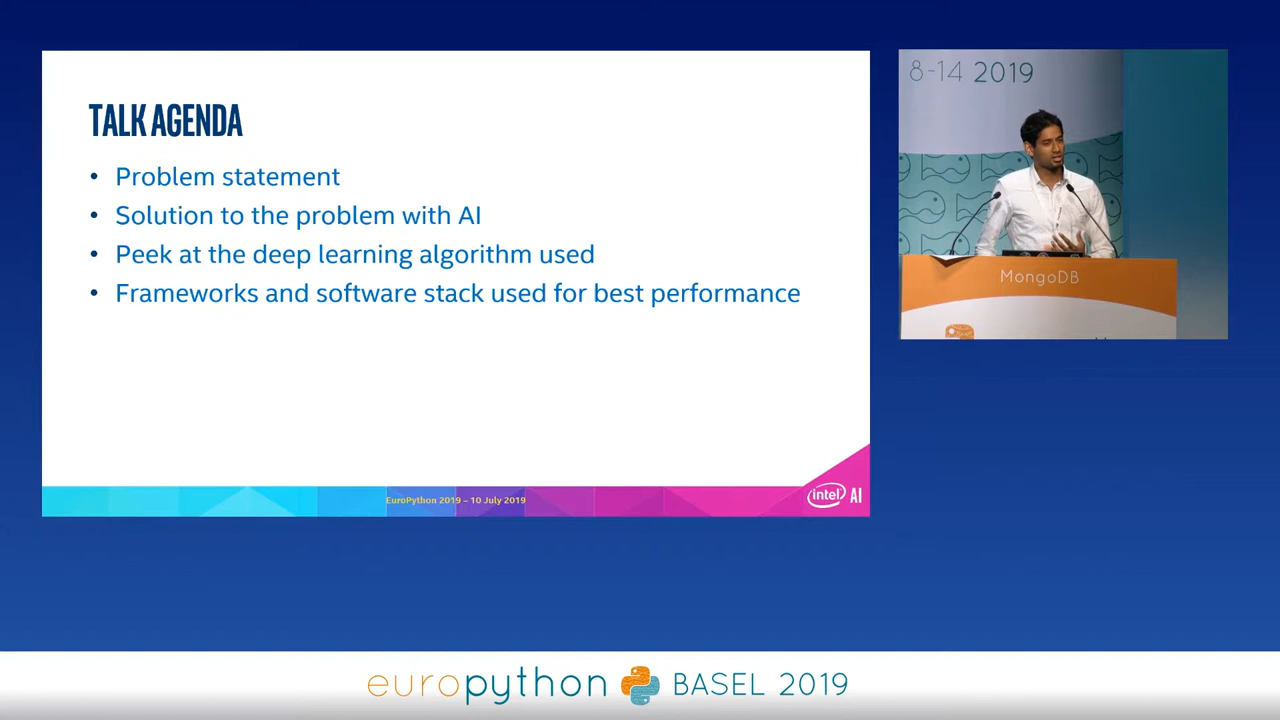 TALK AGENDA
• Problem statement
• Solution to the problem with AI
• Peek at the deep learning algorithm used
• Frameworks and software stack used for best performance
EuroPython 2019 – 10 July 2019
intel AI
8-14 2019
MongoDB
europython BASEL 2019